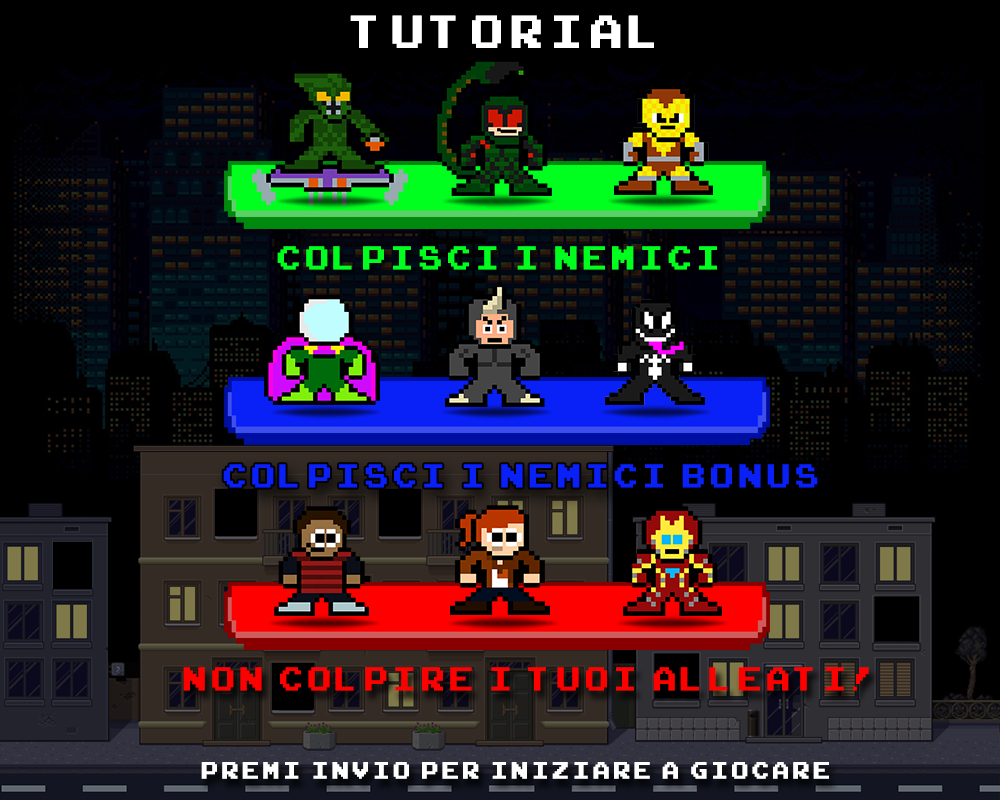 TUTORIAL
COLPISCI I NEMICI
COLPISCI I NEMICI BONUS
NON COLPIRE I TUOI ALLEATI!
PREMI INVIO PER INIZIARE A GIOCARE